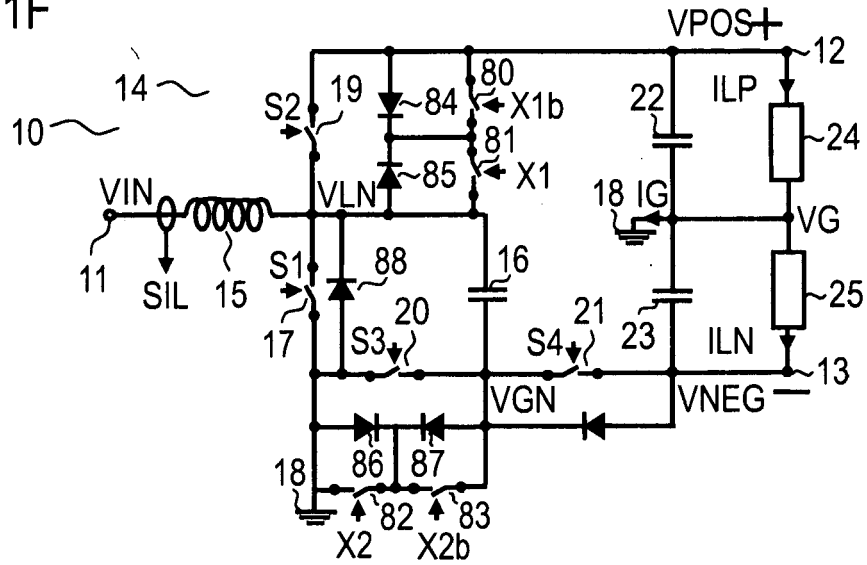 1F
VPOS+
12
14
10
S2
19
84
80
X1b
81
85
X1
22
ILP
24
VIN
VLN
18
IG
VG
11
15
SIL
S1
88
16
25
17
S3
20
S4
21
23
ILN
13
VGN
VNEG
86
87
18
82
83
X2
X2b